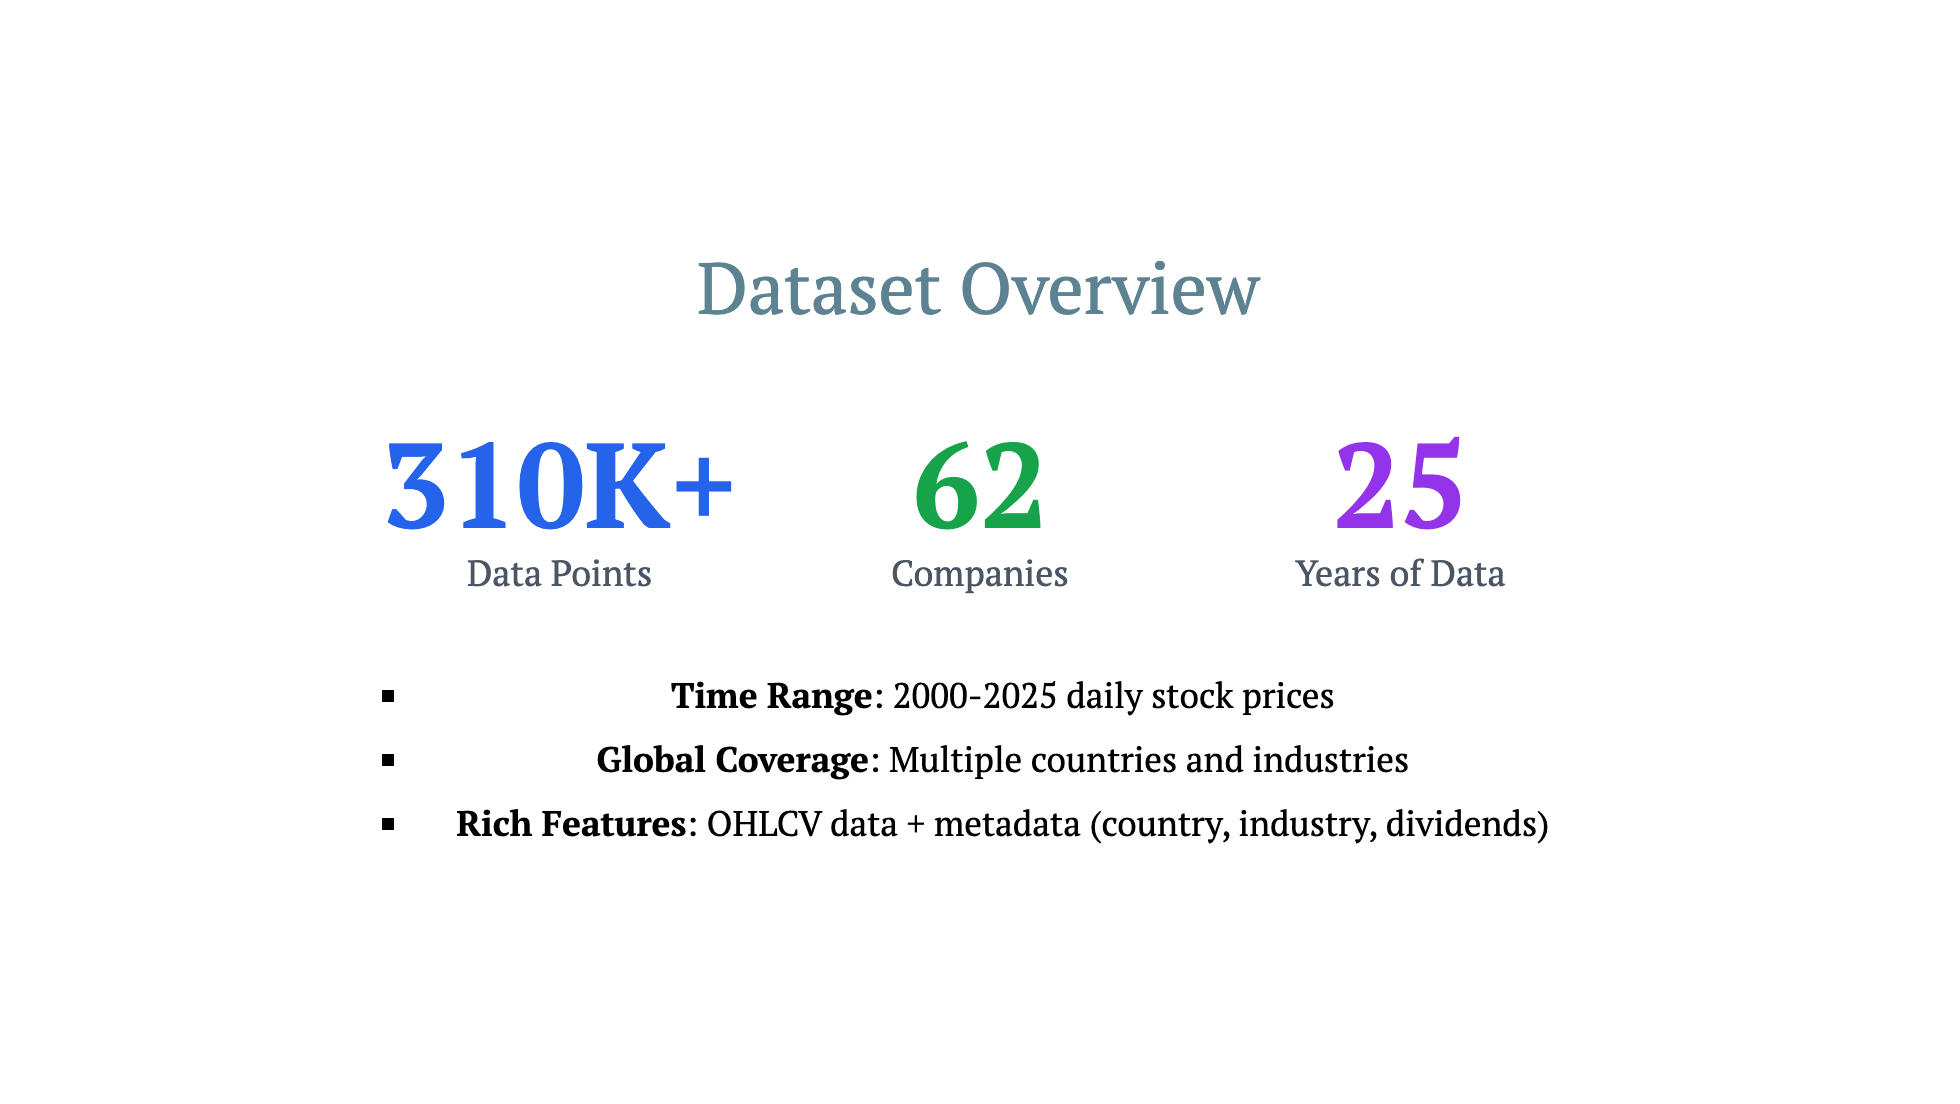 Dataset Overview
310K+
Data Points
62
Companies
25
Years of Data
Time Range: 2000-2025 daily stock prices
Global Coverage: Multiple countries and industries
Rich Features: OHLCV data + metadata (country, industry, dividends)